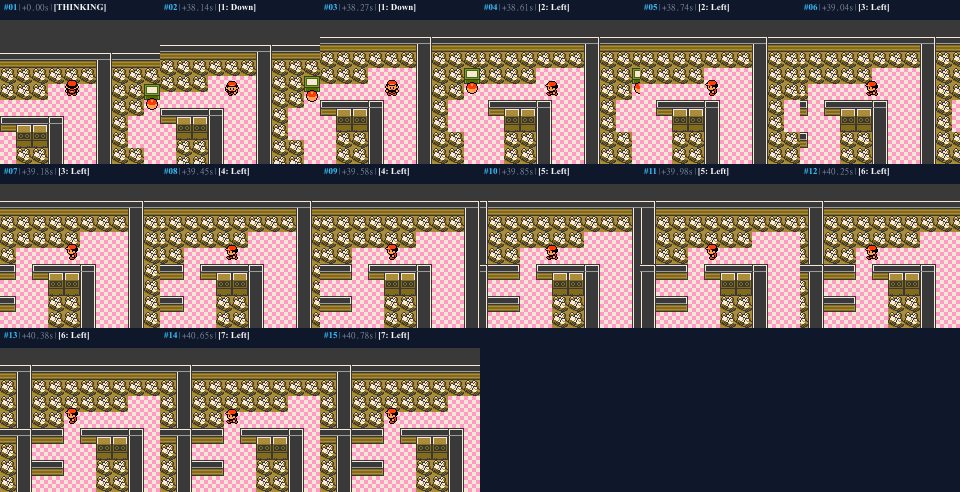 #01|+0.00s|[THINKING]
#02|+38.14s|[1: Down]
#03|+38.27s|[1: Down]
#04|+38.61s|[2: Left]
#05|+38.74s|[2: Left]
#06|+39.04s|[3: Left]
#07|+39.18s|[3: Left]
#08|+39.45s|[4: Left]
#09|+39.58s|[4: Left]
#10|+39.85s|[5: Left]
#11|+39.98s|[5: Left]
#12|+40.25s|[6: Left]
#13|+40.38s|[6: Left]
#14|+40.65s|[7: Left]
#15|+40.78s|[7: Left]